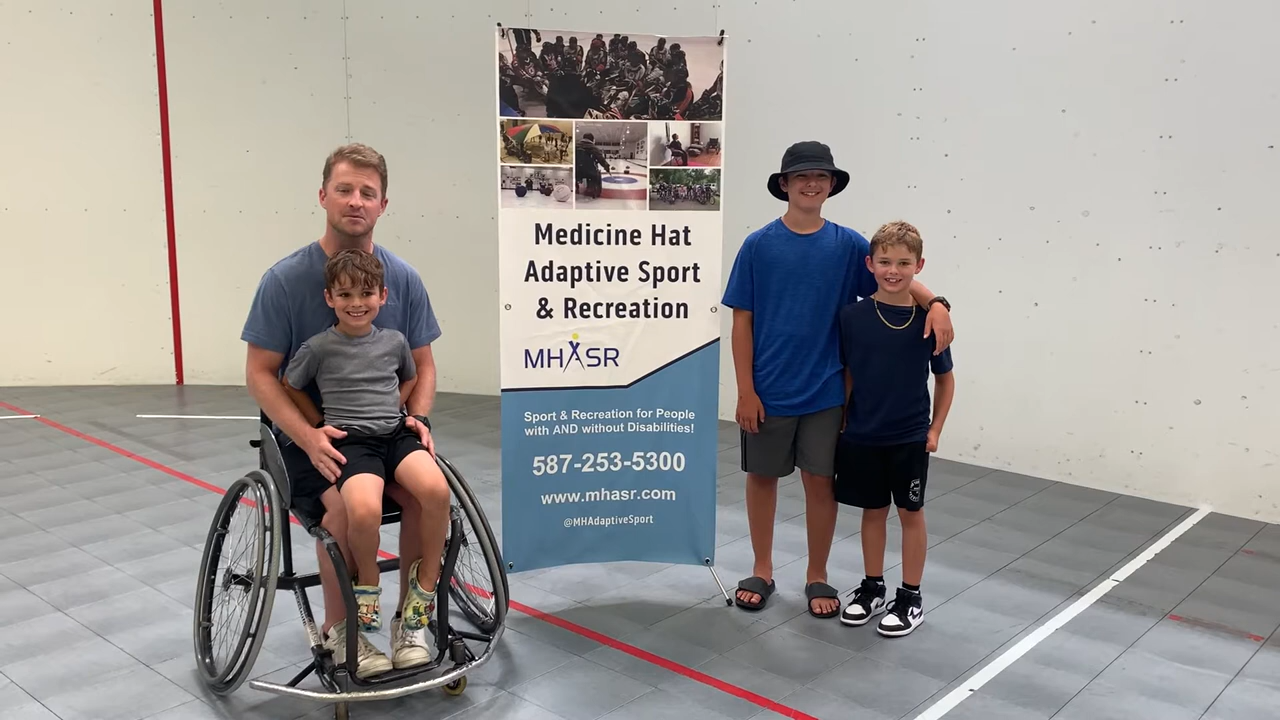 Medicine Hat
Adaptive Sport
& Recreation
MHASR
Sport & Recreation for People
with AND without Disabilities!
587-253-5300
www.mhasr.com
@MHAdaptiveSport